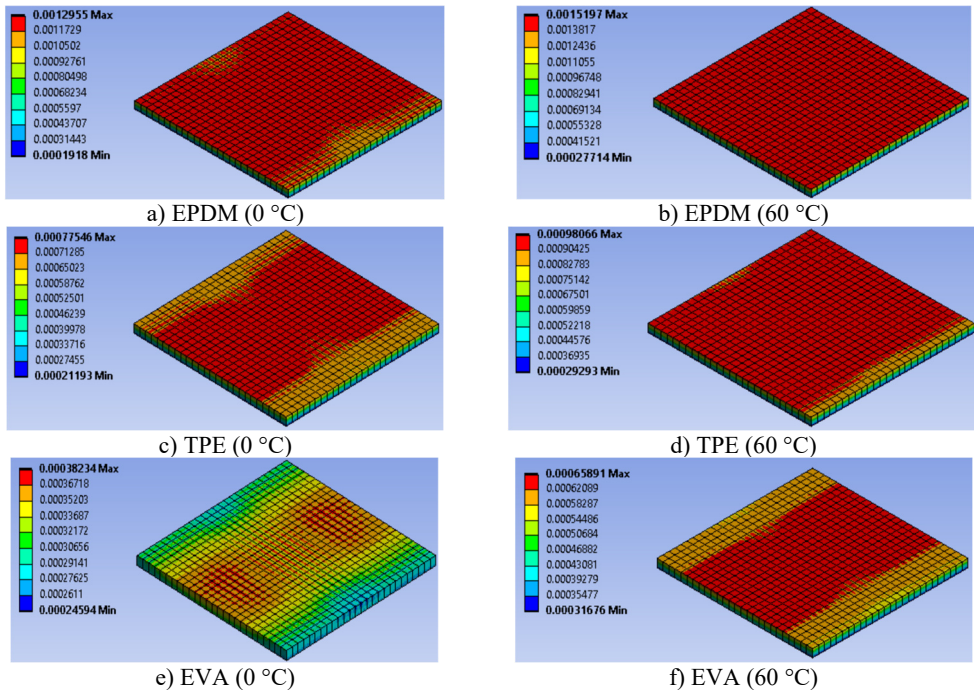 0.0012955 Max
0.0011729
0.0010502
0.00092761
0.00080498
0.00068234
0.0005597
0.00043707
0.00031443
0.0001918 Min
a) EPDM (0 °C)
0.0015197 Max
0.0013817
0.0012436
0.0011055
0.00096748
0.00082941
0.00069134
0.00055328
0.00041521
0.00027714 Min
b) EPDM (60 °C)
0.00077546 Max
0.00071285
0.00065023
0.00058762
0.00052501
0.00046239
0.00039978
0.00033716
0.00027455
0.00021193 Min
c) TPE (0 °C)
0.00098066 Max
0.00090425
0.00082783
0.00075142
0.00067501
0.00059859
0.00052218
0.00044576
0.00036935
0.00029293 Min
d) TPE (60 °C)
0.00038234 Max
0.00036718
0.00035203
0.00033687
0.00032172
0.00030656
0.00029141
0.00027625
0.0002611
0.00024594 Min
e) EVA (0 °C)
0.00065891 Max
0.00062089
0.00058287
0.00054486
0.00050684
0.00046882
0.00043081
0.00039279
0.00035477
0.00031676 Min
f) EVA (60 °C)